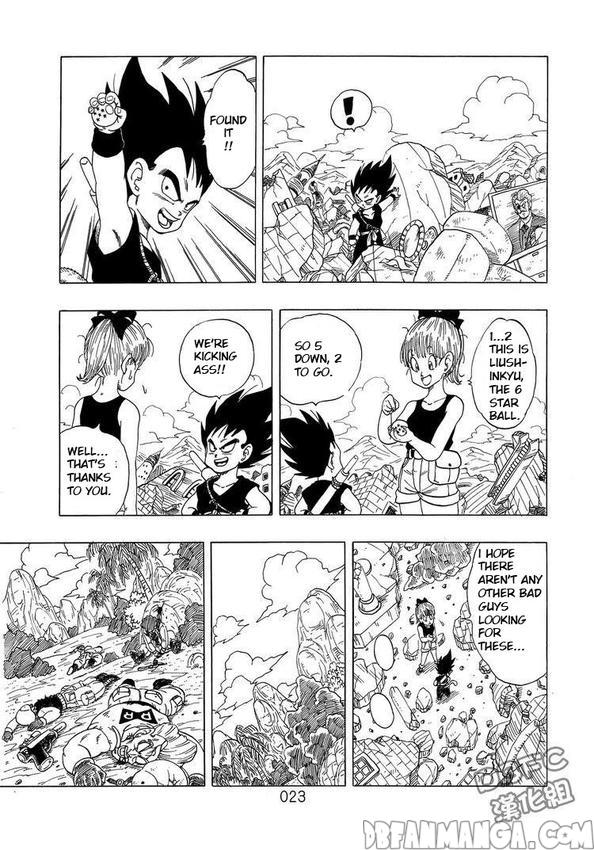 !
FOUND
IT !!
1...2
THIS IS
LIUSH-
INKYU,
THE 6
STAR
BALL.
SO 5
DOWN, 2
TO GO.
WE'RE
KICKING
ASS!!
WELL...
THAT'S
THANKS
TO YOU.
I HOPE
THERE
AREN'T ANY
OTHER BAD
GUYS
LOOKING
FOR
THESE...
漢化組
023
DBFANMANGA.COM